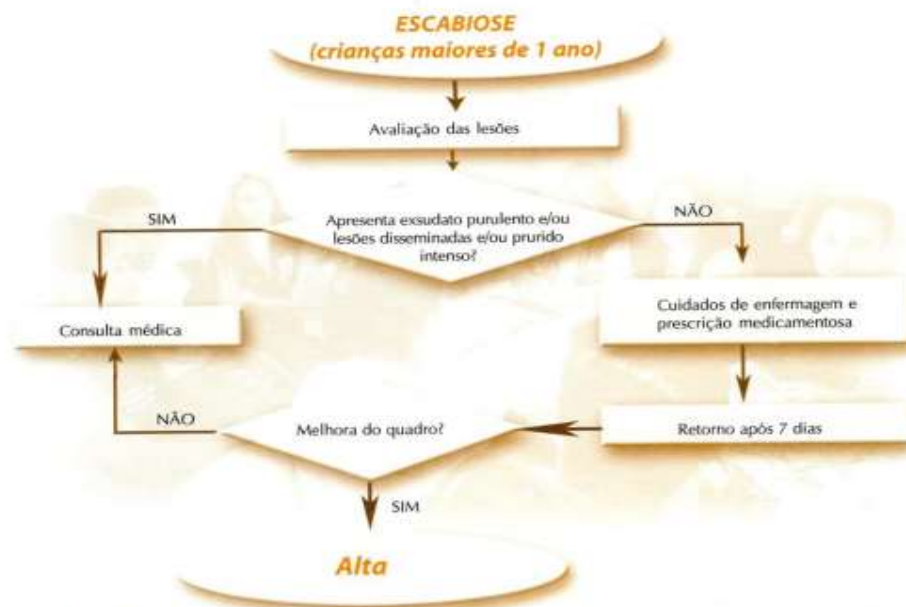 ESCABIOSE
(crianças maiores de 1 ano)
Avaliação das lesões
SIM
NÃO
Apresenta exsudato purulento e/ou
lesões disseminadas e/ou prurido
intenso?
Consulta médica
Cuidados de enfermagem e
prescrição medicamentosa
NÃO
Melhora do quadro?
Retorno após 7 dias
SIM
Alta